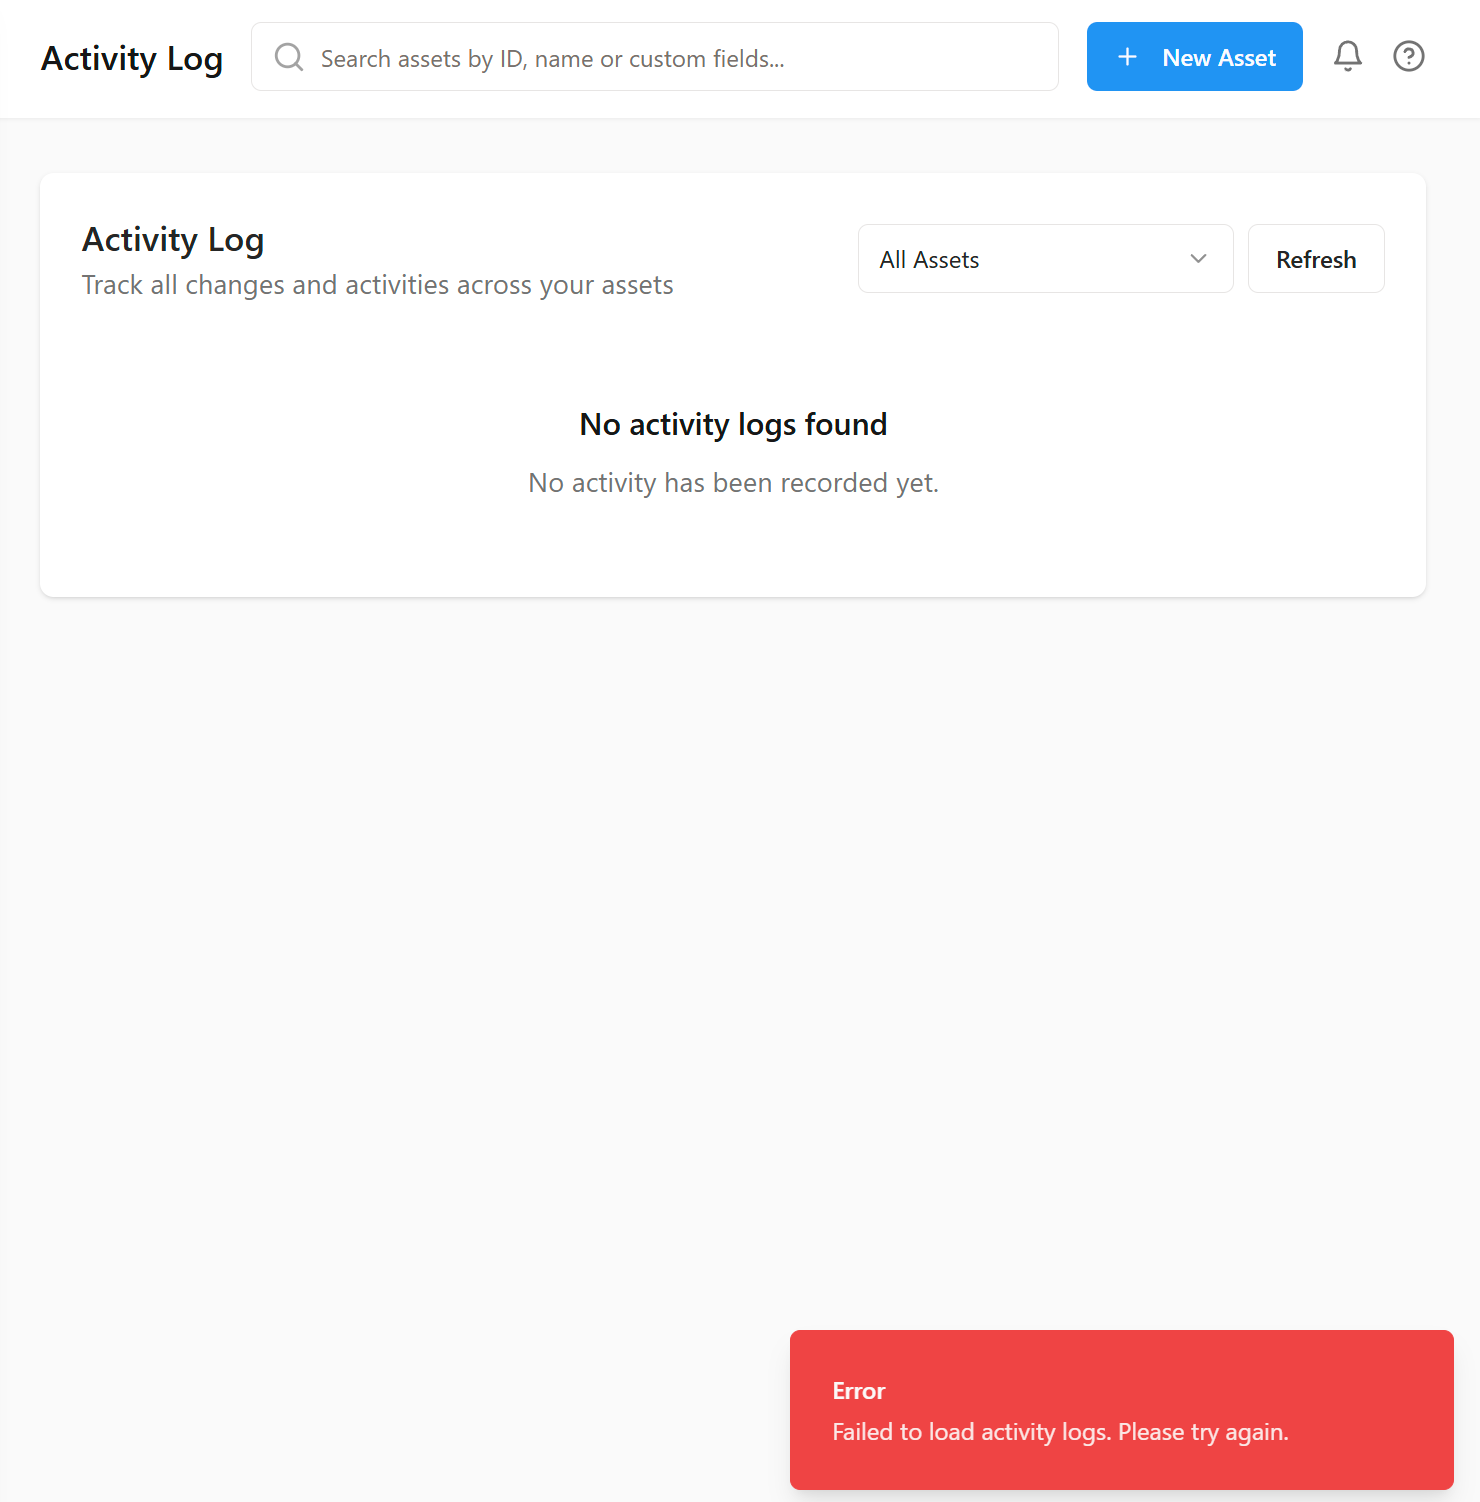 Activity Log
Search assets by ID, name or custom fields...
New Asset
Activity Log
Track all changes and activities across your assets
All Assets
Refresh
No activity logs found
No activity has been recorded yet.
Error
Failed to load activity logs. Please try again.